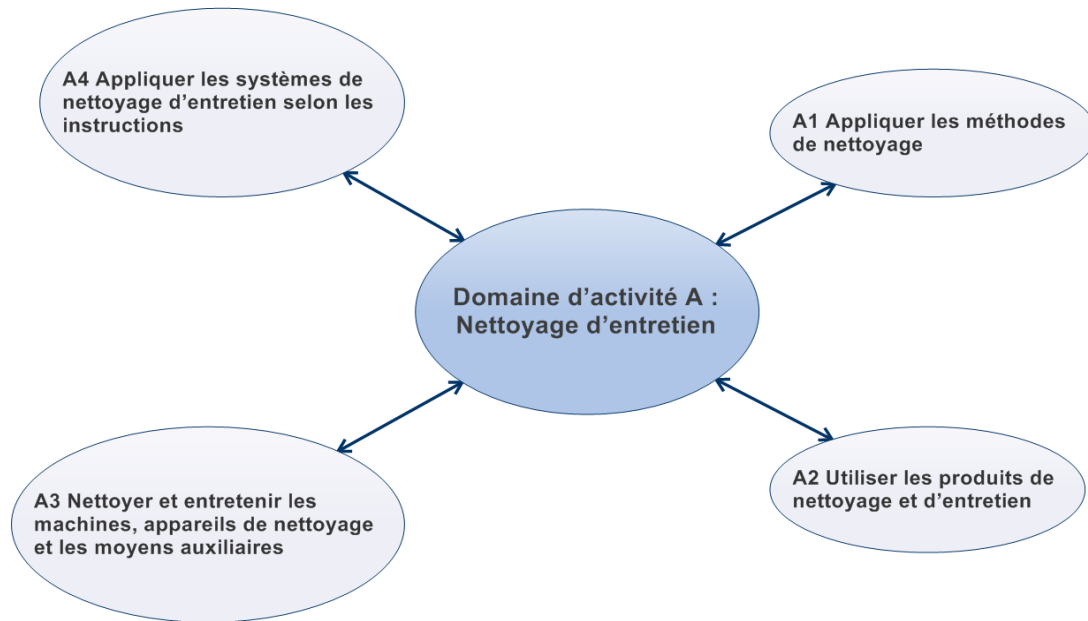 A4 Appliquer les systèmes de
nettoyage d’entretien selon les
instructions
A1 Appliquer les méthodes
de nettoyage
Domaine d’activité A :
Nettoyage d’entretien
A3 Nettoyer et entretenir les
machines, appareils de nettoyage
et les moyens auxiliaires
A2 Utiliser les produits de
nettoyage et d’entretien